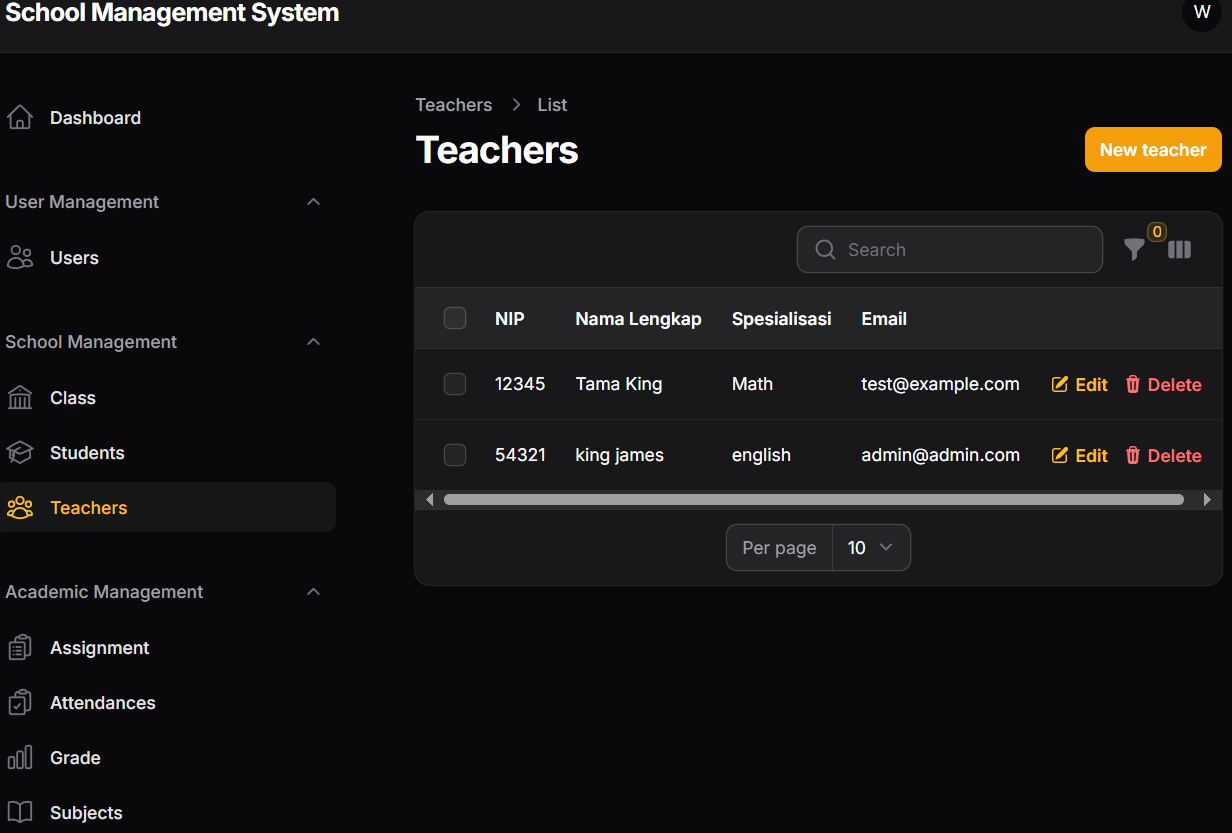 School Management System
W
Dashboard
User Management
Users
School Management
Class
Students
Teachers
Academic Management
Assignment
Attendances
Grade
Subjects
Teachers > List
Teachers
New teacher
Search
0
NIP Nama Lengkap Spesialisasi Email
12345 Tama King Math test@example.com Edit Delete
54321 king james english admin@admin.com Edit Delete
Per page 10